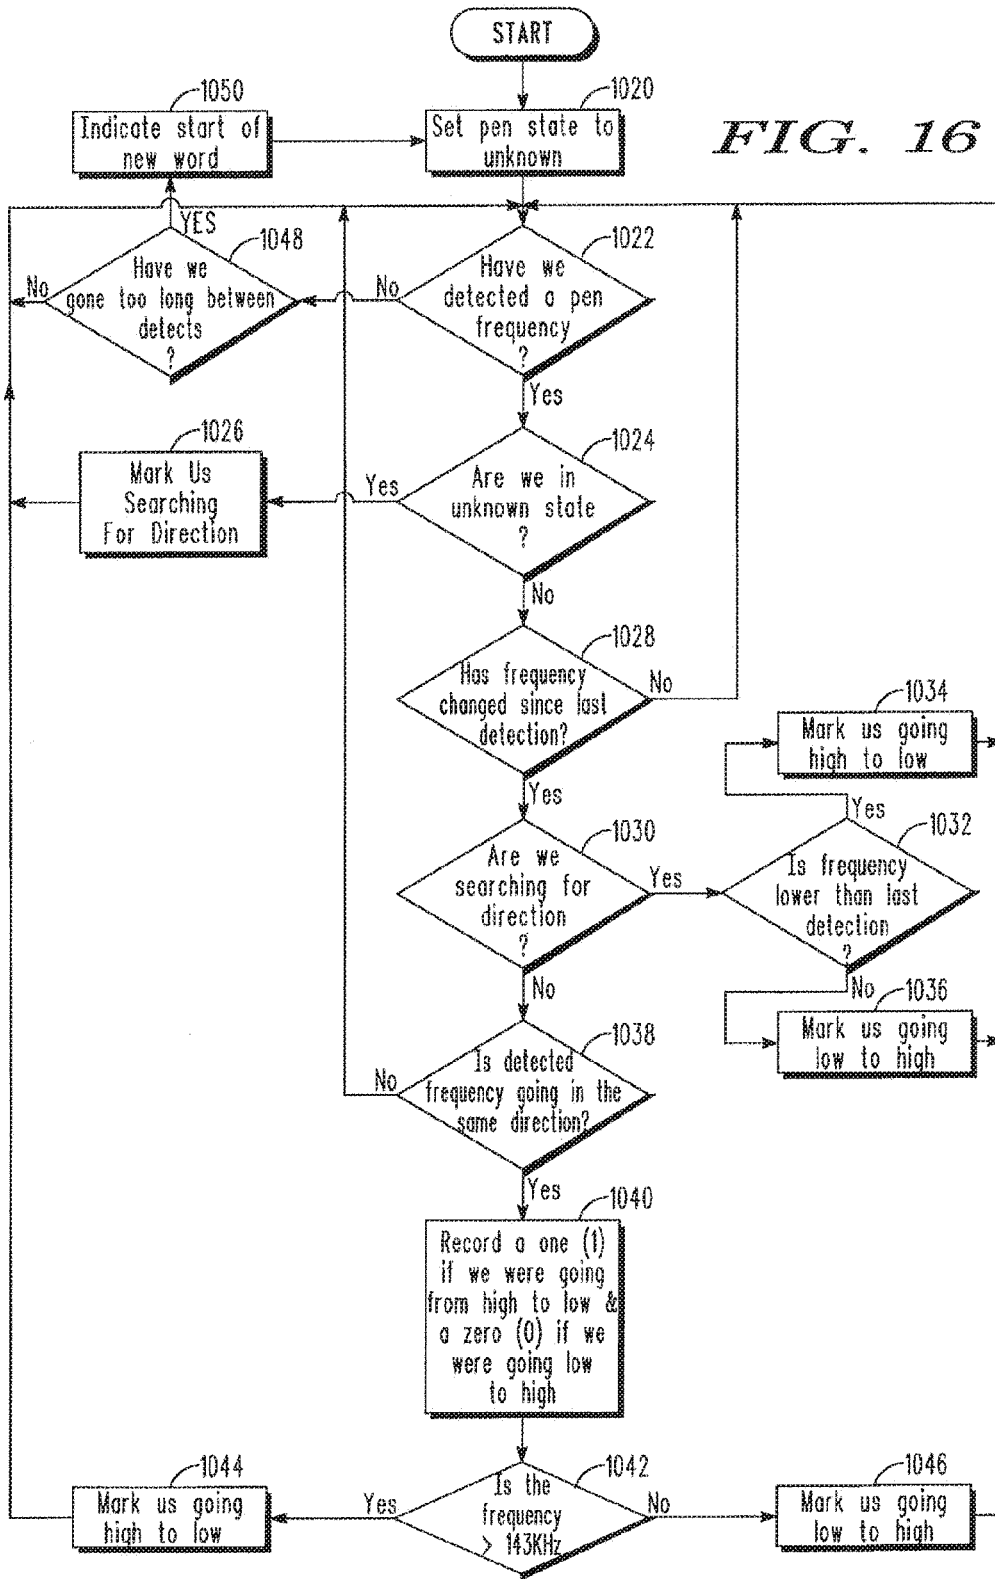 START
1050
Indicate start of
new word
1020
Set pen state to
unknown
FIG. 16
YES
1048
Have we
gone too long between
detects
?
No
1022
Have we
detected a pen
frequency
?
No
Yes
1026
Mark Us
Searching
For Direction
1024
Are we in
unknown state
?
Yes
No
1028
Has frequency
changed since last
detection?
No
Yes
1034
Mark us going
high to low
Yes
1030
Are we
searching for
direction
?
Yes
1032
Is frequency
lower than last
detection
?
No
No
1036
Mark us going
low to high
1038
Is detected
frequency going in the
same direction?
No
Yes
1040
Record a one (1)
if we were going
from high to low &
a zero (0) if we
were going low
to high
1044
Mark us going
high to low
Yes
1042
Is the
frequency
> 143KHz
No
1046
Mark us going
low to high